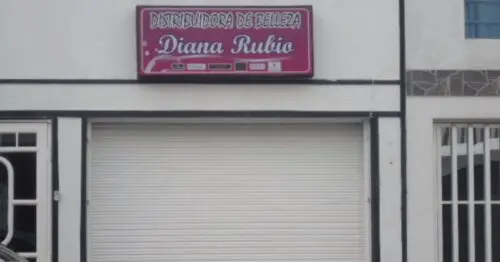 DISTRIBUIDORA DE BELLEZA
Diana Rubio